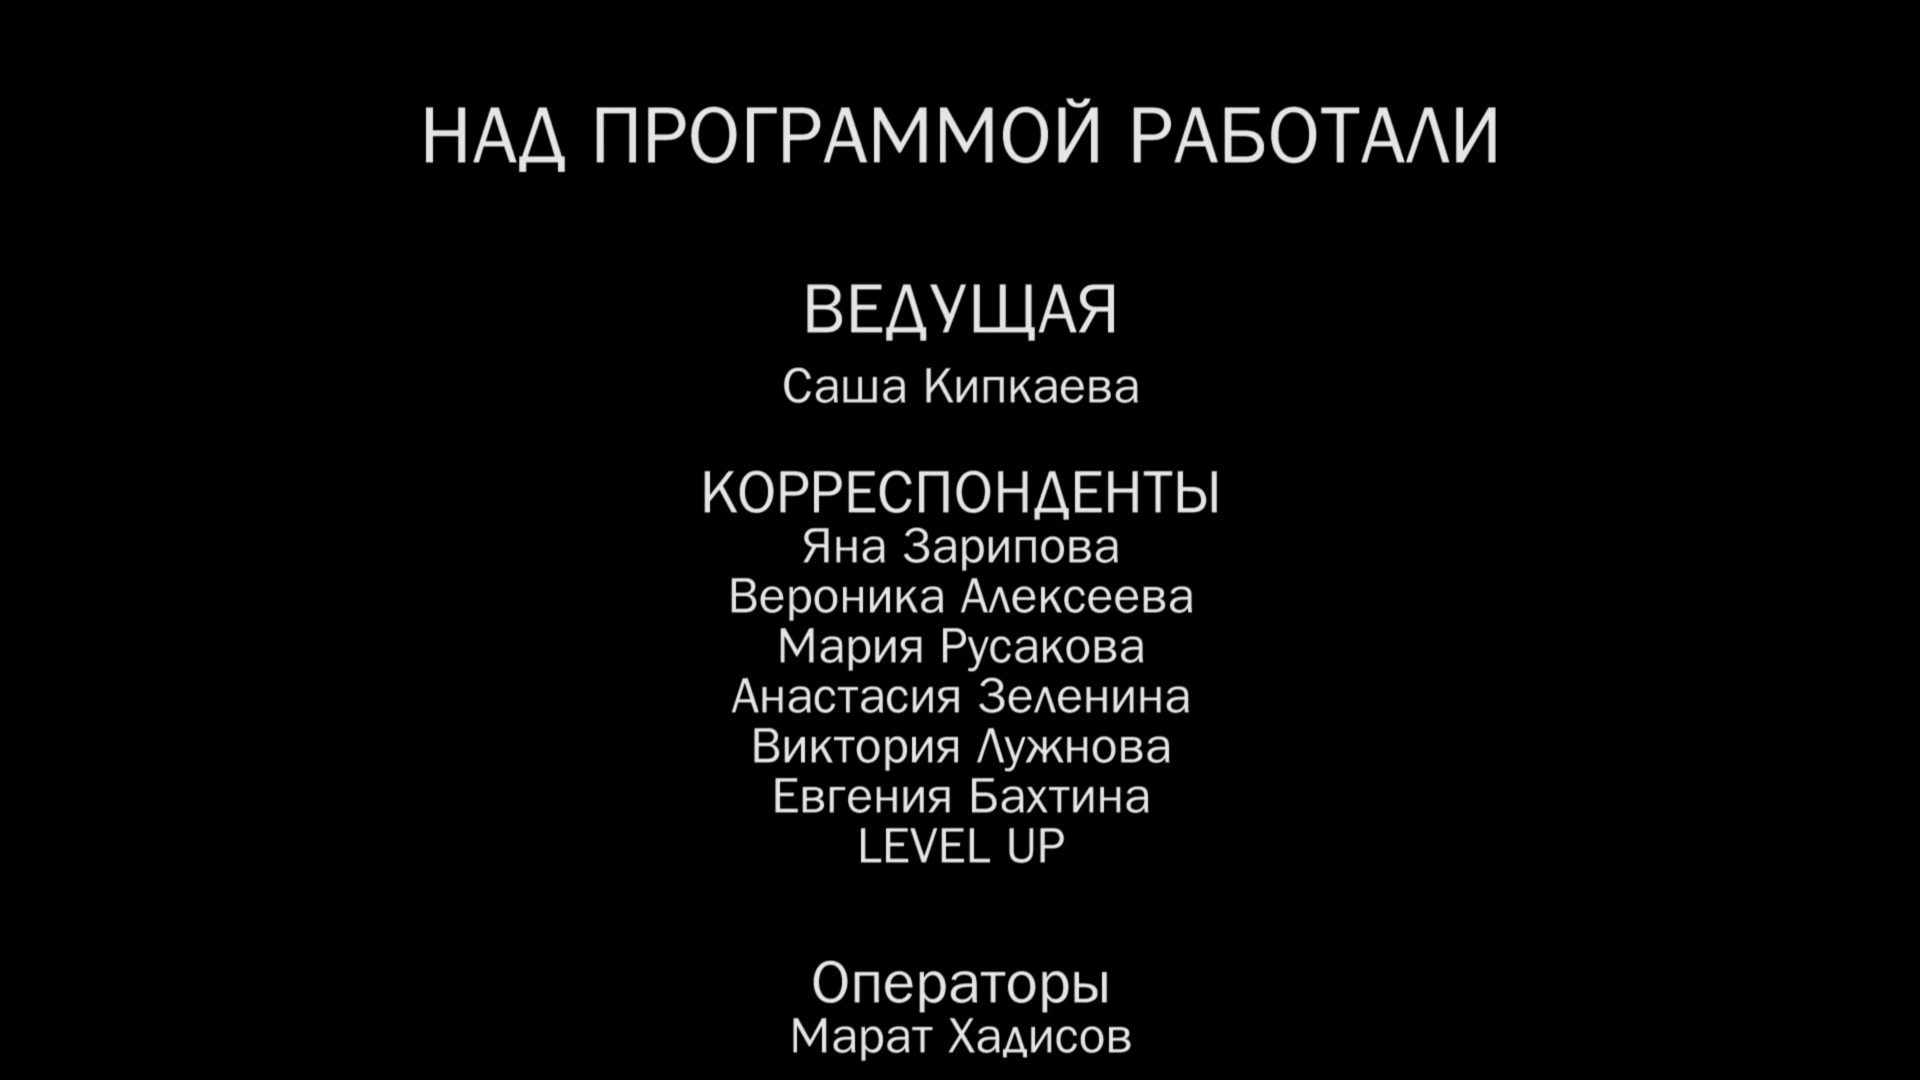 НАД ПРОГРАММОЙ РАБОТАЛИ
ВЕДУЩАЯ
Саша Кипкаева
КОРРЕСПОНДЕНТЫ
Яна Зарипова
Вероника Алексеева
Мария Русакова
Анастасия Зеленина
Виктория Лужнова
Евгения Бахтина
LEVEL UP
Операторы
Марат Хадисов